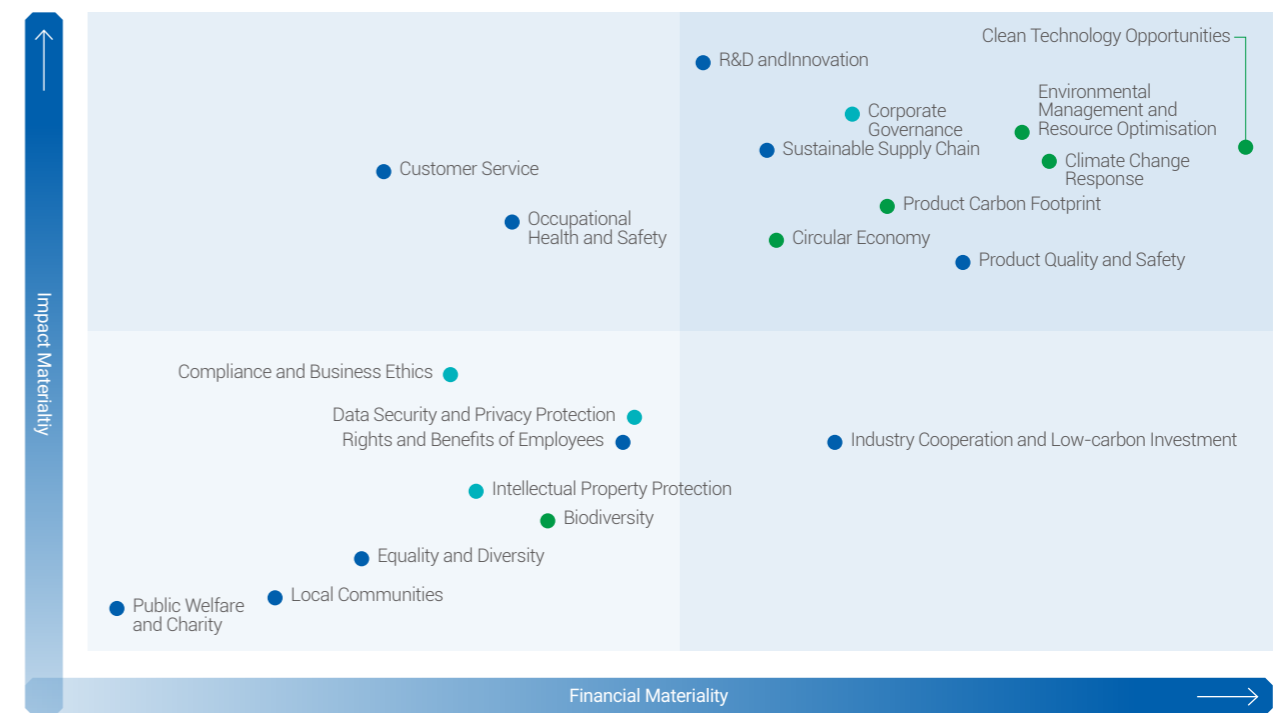 Clean Technology Opportunities
R&D andInnovation
Environmental
Management and
Resource Optimisation
Corporate
Governance
Sustainable Supply Chain
Climate Change
Response
Customer Service
Product Carbon Footprint
Occupational
Health and Safety
Circular Economy
Product Quality and Safety
Impact Materialtiy
Compliance and Business Ethics
Data Security and Privacy Protection
Rights and Benefits of Employees
Industry Cooperation and Low-carbon Investment
Intellectual Property Protection
Biodiversity
Equality and Diversity
Local Communities
Public Welfare
and Charity
Financial Materiality